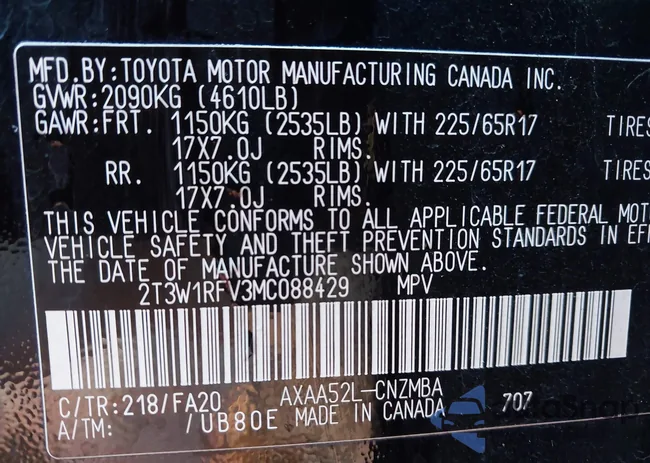 MFD.BY:TOYOTA MOTOR MANUFACTURING CANADA INC.
GVWR:2090KG (4610LB)
GAWR:FRT. 1150KG (2535LB) WITH 225/65R17 TIRES
17X7.0J RIMS.
RR. 1150KG (2535LB) WITH 225/65R17 TIRES
17X7.0J RIMS.
THIS VEHICLE CONFORMS TO ALL APPLICABLE FEDERAL MOT
VEHICLE SAFETY AND THEFT PREVENTION STANDARDS IN EF
THE DATE OF MANUFACTURE SHOWN ABOVE.
2T3W1RFV3MC088429 MPV
C/TR:218/FA20 AXAA52L-CNZMBA 707
A/TM: /UB80E MADE IN CANADA